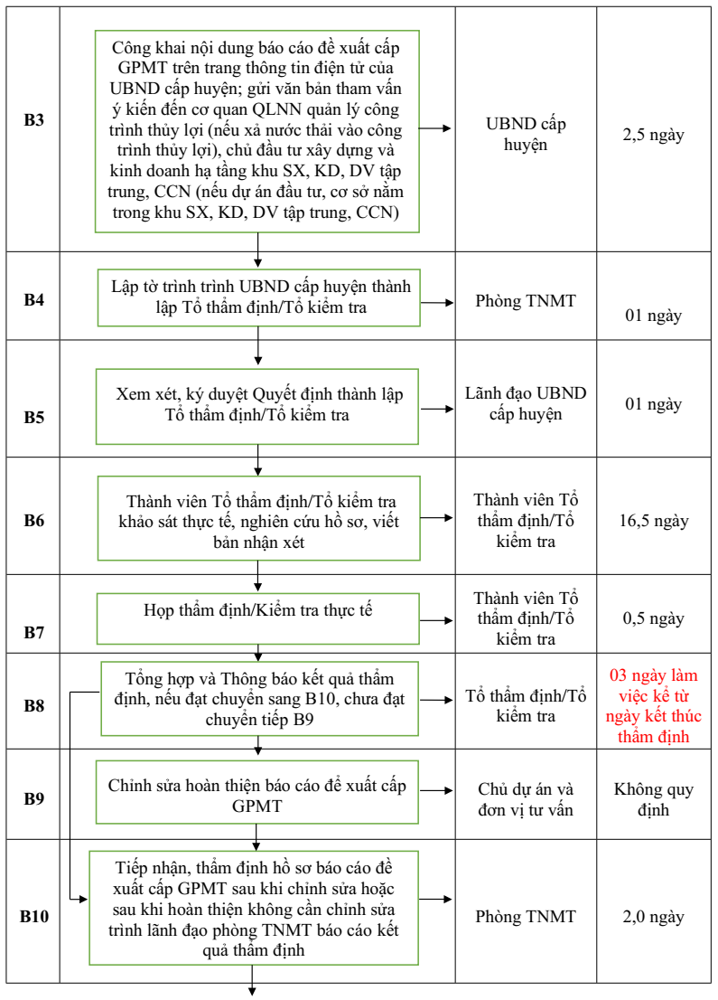 B3
Công khai nội dung báo cáo đề xuất cấp
GPMT trên trang thông tin điện tử của
UBND cấp huyện; gửi văn bản tham vấn
ý kiến đến cơ quan QLNN quản lý công
trình thủy lợi (nếu xả nước thải vào công
trình thủy lợi), chủ đầu tư xây dựng và
kinh doanh hạ tầng khu SX, KD, DV tập
trung, CCN (nếu dự án đầu tư, cơ sở nằm
trong khu SX, KD, DV tập trung, CCN)
UBND cấp
huyện
2,5 ngày
B4
Lập tờ trình trình UBND cấp huyện thành
lập Tổ thẩm định/Tổ kiểm tra
Phòng TNMT
01 ngày
B5
Xem xét, ký duyệt Quyết định thành lập
Tổ thẩm định/Tổ kiểm tra
Lãnh đạo UBND
cấp huyện
01 ngày
B6
Thành viên Tổ thẩm định/Tổ kiểm tra
khảo sát thực tế, nghiên cứu hồ sơ, viết
bản nhận xét
Thành viên Tổ
thẩm định/Tổ
kiểm tra
16,5 ngày
B7
Họp thẩm định/Kiểm tra thực tế
Thành viên Tổ
thẩm định/Tổ
kiểm tra
0,5 ngày
B8
Tổng hợp và Thông báo kết quả thẩm
định, nếu đạt chuyển sang B10, chưa đạt
chuyển tiếp B9
Tổ thẩm định/Tổ
kiểm tra
03 ngày làm
việc kể từ
ngày kết thúc
thẩm định
B9
Chỉnh sửa hoàn thiện báo cáo để xuất cấp
GPMT
Chủ dự án và
đơn vị tư vấn
Không quy
định
B10
Tiếp nhận, thẩm định hồ sơ báo cáo đề
xuất cấp GPMT sau khi chỉnh sửa hoặc
sau khi hoàn thiện không cần chỉnh sửa
trình lãnh đạo phòng TNMT báo cáo kết
quả thẩm định
Phòng TNMT
2,0 ngày